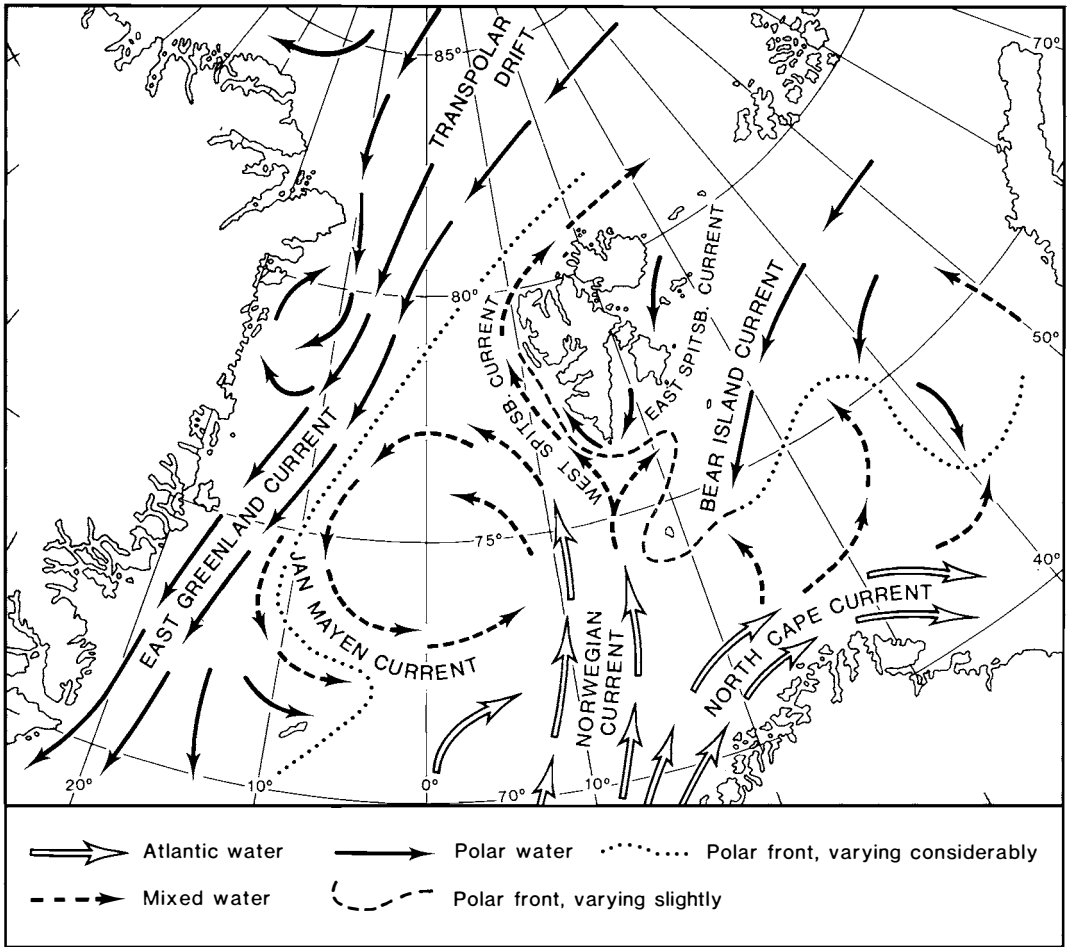 85°
TRANSPOLAR
DRIFT
70°
80°
EAST SPITSB. CURRENT
WEST SPITSB. CURRENT
BEAR ISLAND CURRENT
50°
EAST GREENLAND CURRENT
75°
JAN MAYEN CURRENT
NORWEGIAN
CURRENT
NORTH CAPE CURRENT
40°
20°
10°
0°
70°
10°
Atlantic water
Polar water
Polar front, varying considerably
Mixed water
Polar front, varying slightly